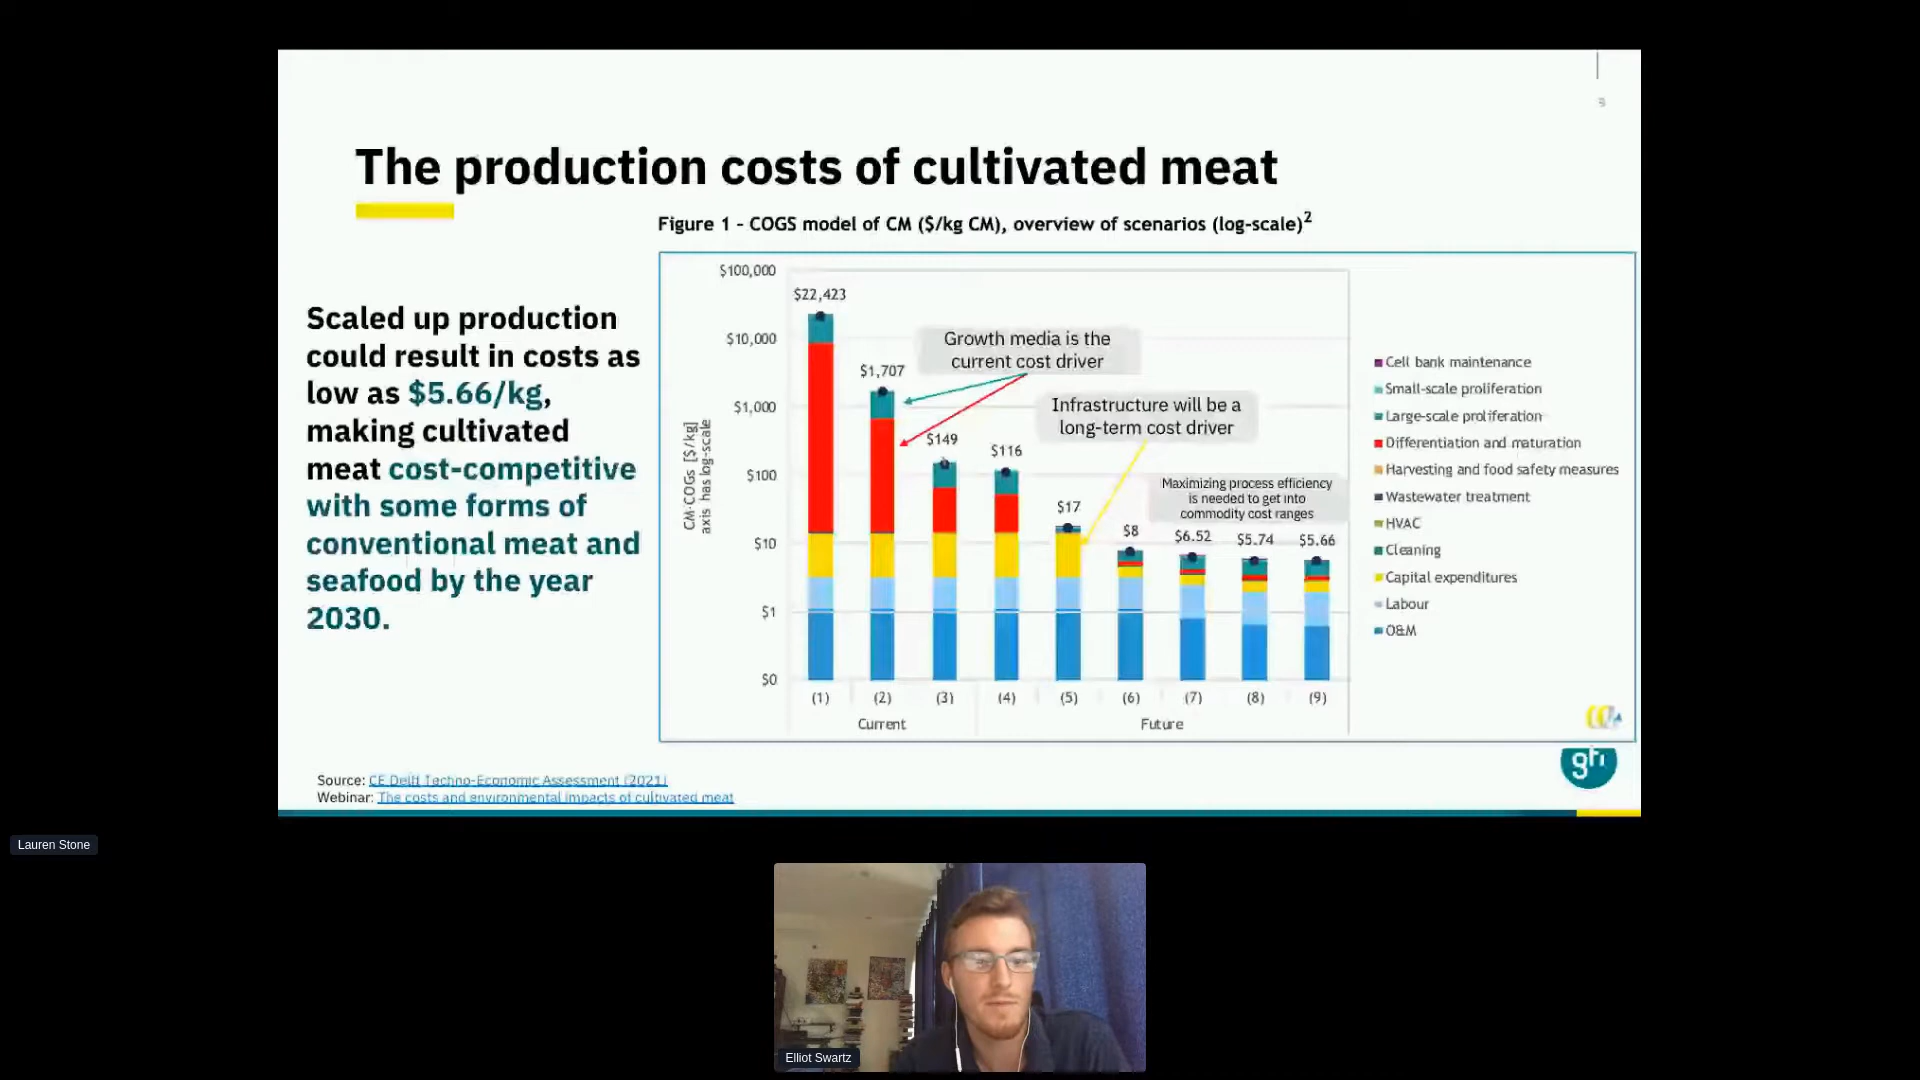 9
The production costs of cultivated meat
Figure 1 - COGS model of CM ($/kg CM), overview of scenarios (log-scale)2
Scaled up production
could result in costs as
low as $5.66/kg,
making cultivated
meat cost-competitive
with some forms of
conventional meat and
seafood by the year
2030.
CM·COGs [$/kg]
axis has log-scale
$100,000
$10,000
$1,000
$100
$10
$1
$0
$22,423
$1,707
$149
$116
$17
$8
$6.52
$5.74
$5.66
Growth media is the
current cost driver
Infrastructure will be a
long-term cost driver
Maximizing process efficiency
is needed to get into
commodity cost ranges
(1)
(2)
(3)
(4)
(5)
(6)
(7)
(8)
(9)
Current
Future
Cell bank maintenance
Small-scale proliferation
Large-scale proliferation
Differentiation and maturation
Harvesting and food safety measures
Wastewater treatment
HVAC
Cleaning
Capital expenditures
Labour
O&M
gfi
Source: CE Delft Techno-Economic Assessment (2021)
Webinar: The costs and environmental impacts of cultivated meat
Lauren Stone
Elliot Swartz